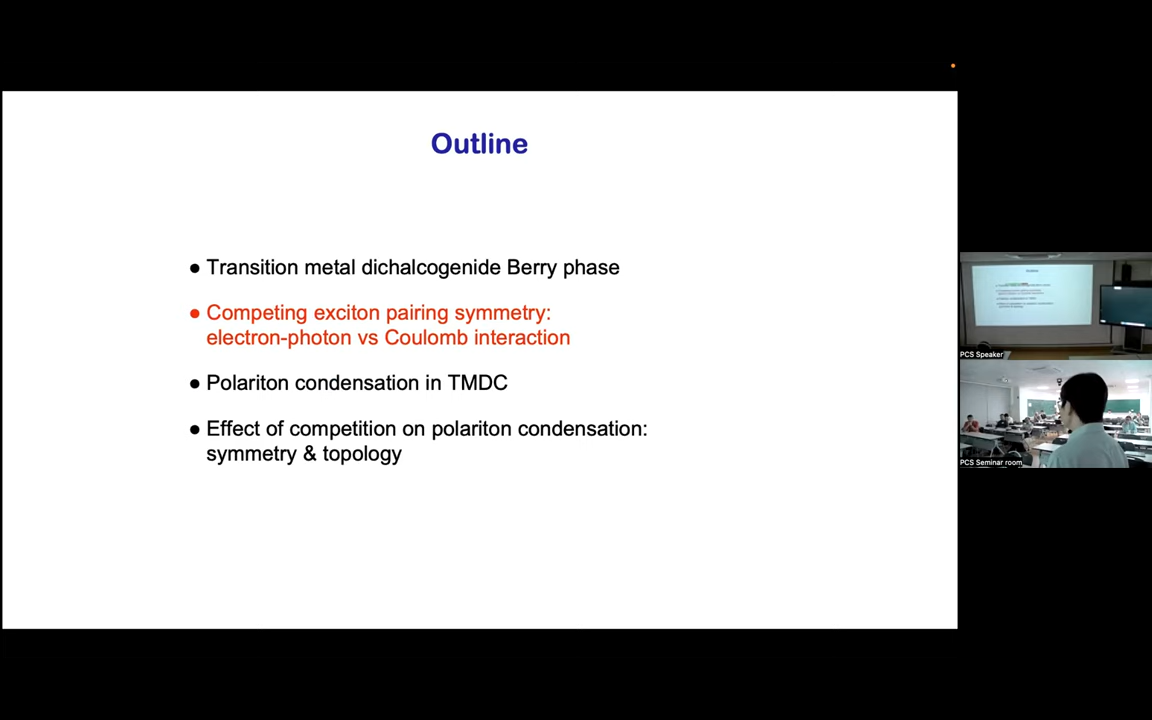 Outline
● Transition metal dichalcogenide Berry phase
● Competing exciton pairing symmetry:
electron-photon vs Coulomb interaction
● Polariton condensation in TMDC
● Effect of competition on polariton condensation:
symmetry & topology
PCS Speaker
PCS Seminar room